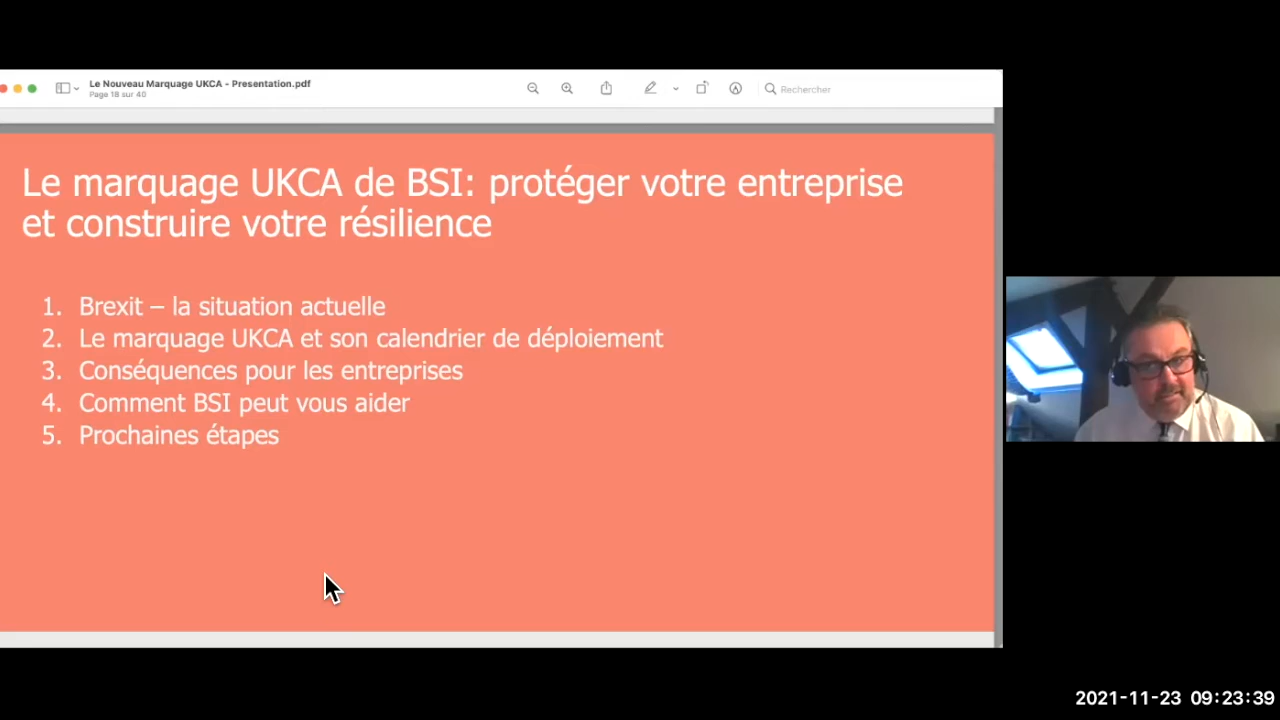 Le Nouveau Marquage UKCA - Presentation.pdf
Page 18 sur 40
Rechercher
Le marquage UKCA de BSI: protéger votre entreprise
et construire votre résilience
1. Brexit – la situation actuelle
2. Le marquage UKCA et son calendrier de déploiement
3. Conséquences pour les entreprises
4. Comment BSI peut vous aider
5. Prochaines étapes
2021-11-23 09:23:39